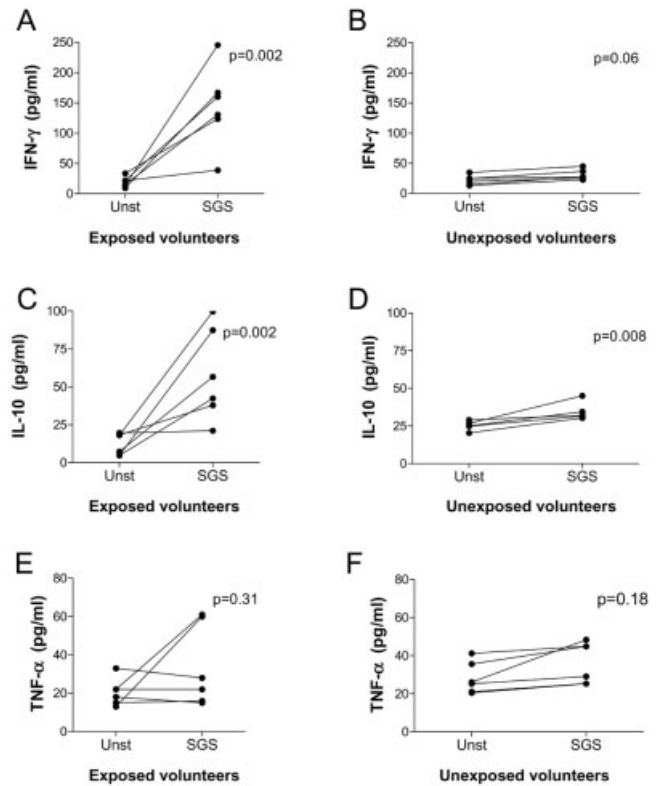 A
IFN-γ (pg/ml)
250
200
150
100
50
0
p=0.002
Unst SGS
Exposed volunteers
B
IFN-γ (pg/ml)
250
200
150
100
50
0
p=0.06
Unst SGS
Unexposed volunteers
C
IL-10 (pg/ml)
100
75
50
25
0
p=0.002
Unst SGS
Exposed volunteers
D
IL-10 (pg/ml)
100
75
50
25
0
p=0.008
Unst SGS
Unexposed volunteers
E
TNF-α (pg/ml)
80
60
40
20
0
p=0.31
Unst SGS
Exposed volunteers
F
TNF-α (pg/ml)
80
60
40
20
0
p=0.18
Unst SGS
Unexposed volunteers